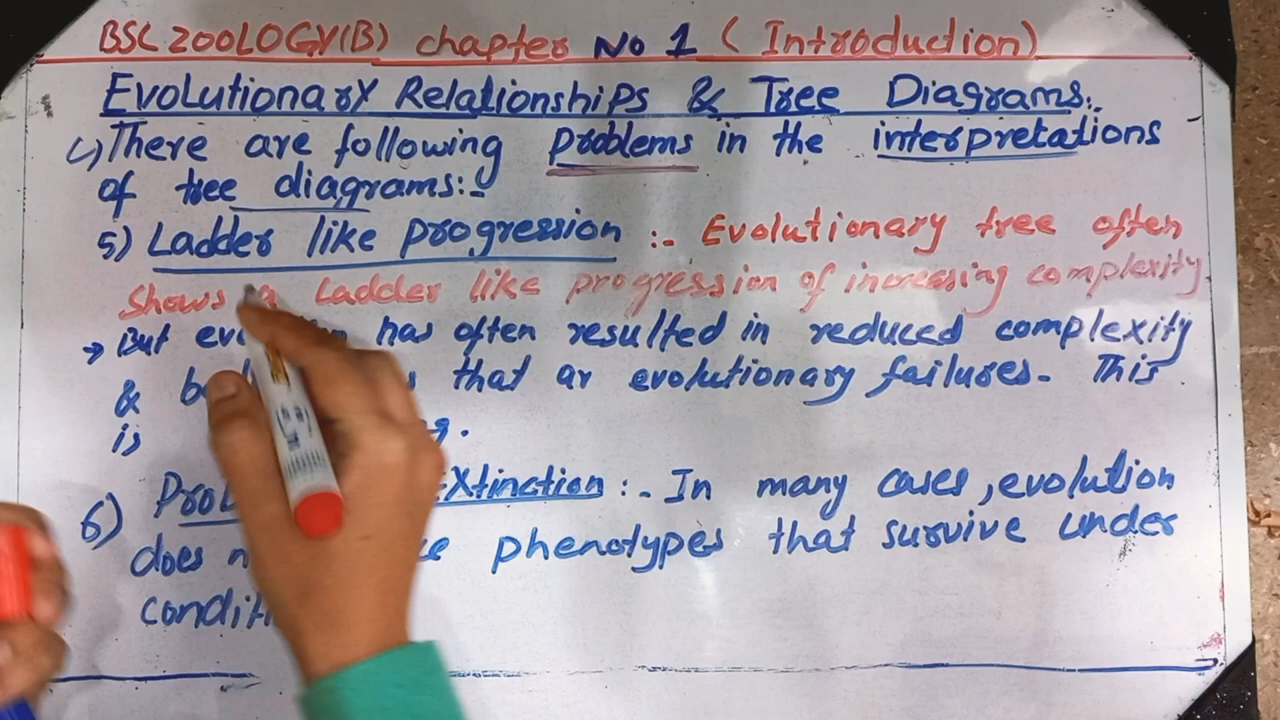 BSC ZOOLOGY(B) chapter No 1 ( Introduction)
Evolutionary Relationships & Tree Diagrams:.
4) There are following problems in the interpretations
of tree diagrams:-
5) Ladder like progression :- Evolutionary tree often
Shows a Ladder like progression of increasing complexity
→ But has often resulted in reduced complexity
& that ar evolutionary failures. This
is
6) Extinction :- In many cases, evolution
does phenotypes that survive under